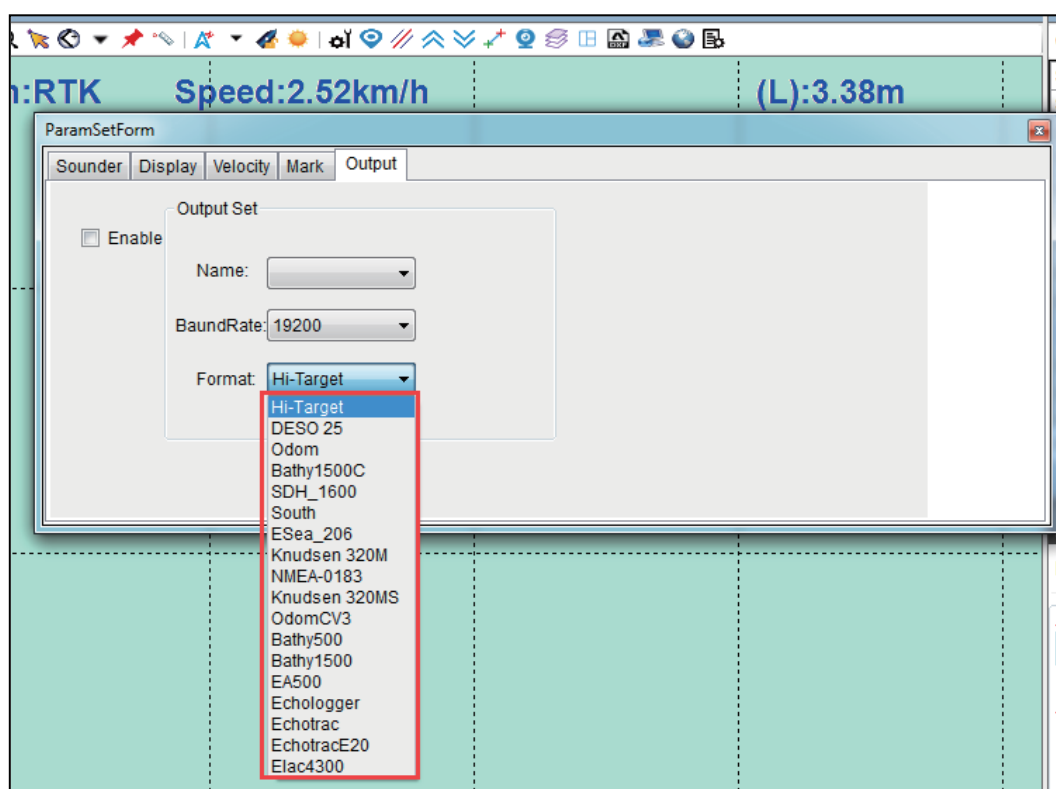 n:RTK Speed:2.52km/h (L):3.38m
ParamSetForm
Sounder Display Velocity Mark Output
Output Set
Enable
Name:
BaundRate: 19200
Format: Hi-Target
Hi-Target
DESO 25
Odom
Bathy1500C
SDH_1600
South
ESea_206
Knudsen 320M
NMEA-0183
Knudsen 320MS
OdomCV3
Bathy500
Bathy1500
EA500
Echologger
Echotrac
EchotracE20
Elac4300